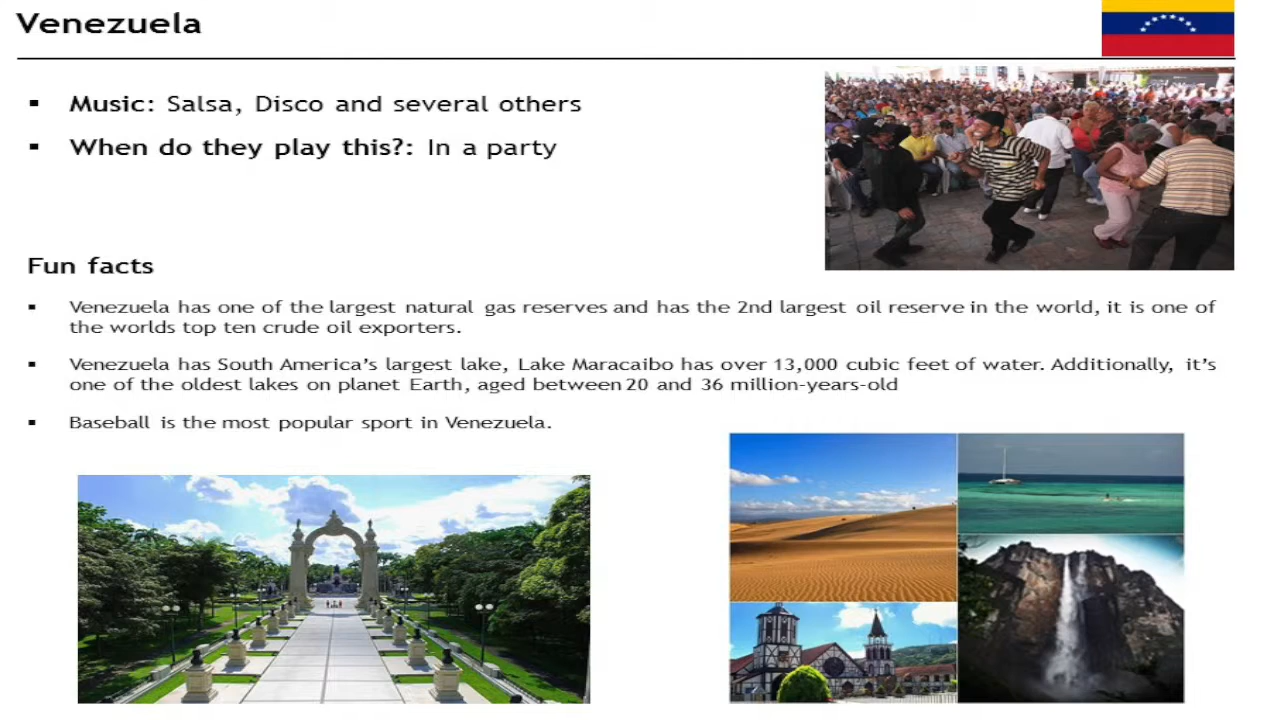 Venezuela
Music: Salsa, Disco and several others
When do they play this?: In a party
Fun facts
Venezuela has one of the largest natural gas reserves and has the 2nd largest oil reserve in the world, it is one of
the worlds top ten crude oil exporters.
Venezuela has South America’s largest lake, Lake Maracaibo has over 13,000 cubic feet of water. Additionally, it’s
one of the oldest lakes on planet Earth, aged between 20 and 36 million-years-old
Baseball is the most popular sport in Venezuela.